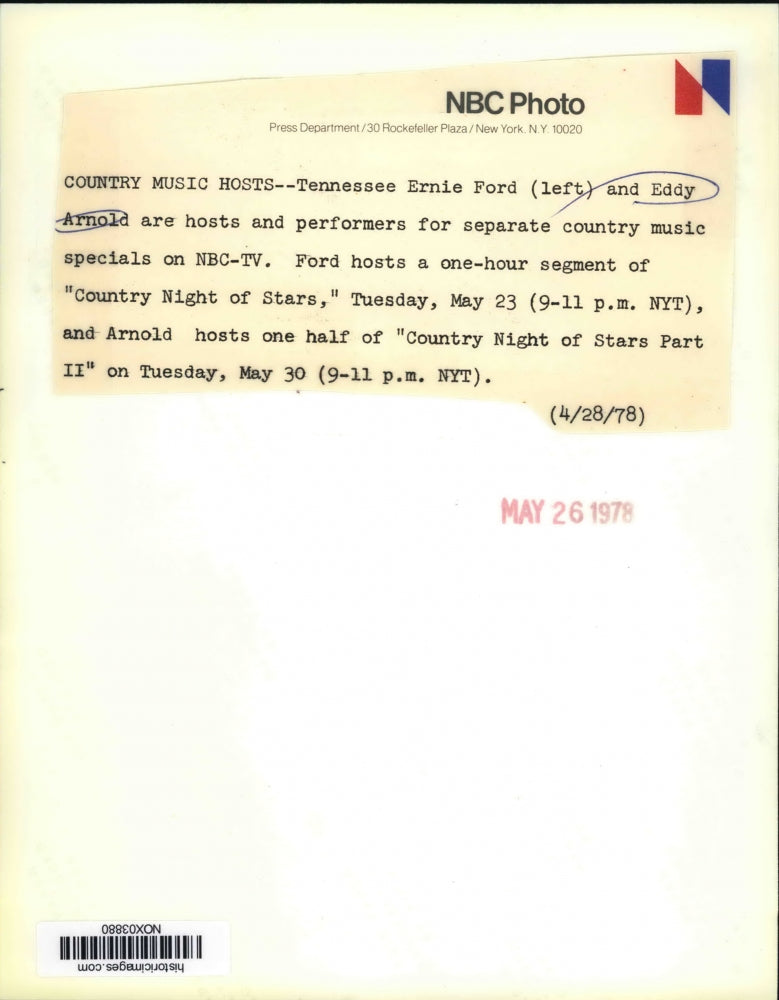 NBC Photo
Press Department/30 Rockefeller Plaza/New York, N.Y. 10020
COUNTRY MUSIC HOSTS--Tennessee Ernie Ford (left) and Eddy
Arnold are hosts and performers for separate country music
specials on NBC-TV.  Ford hosts a one-hour segment of
"Country Night of Stars," Tuesday, May 23 (9-11 p.m. NYT),
and Arnold  hosts one half of "Country Night of Stars Part
II" on Tuesday, May 30 (9-11 p.m. NYT).
(4/28/78)
MAY 26 1978
historicimages.com
NOX03880